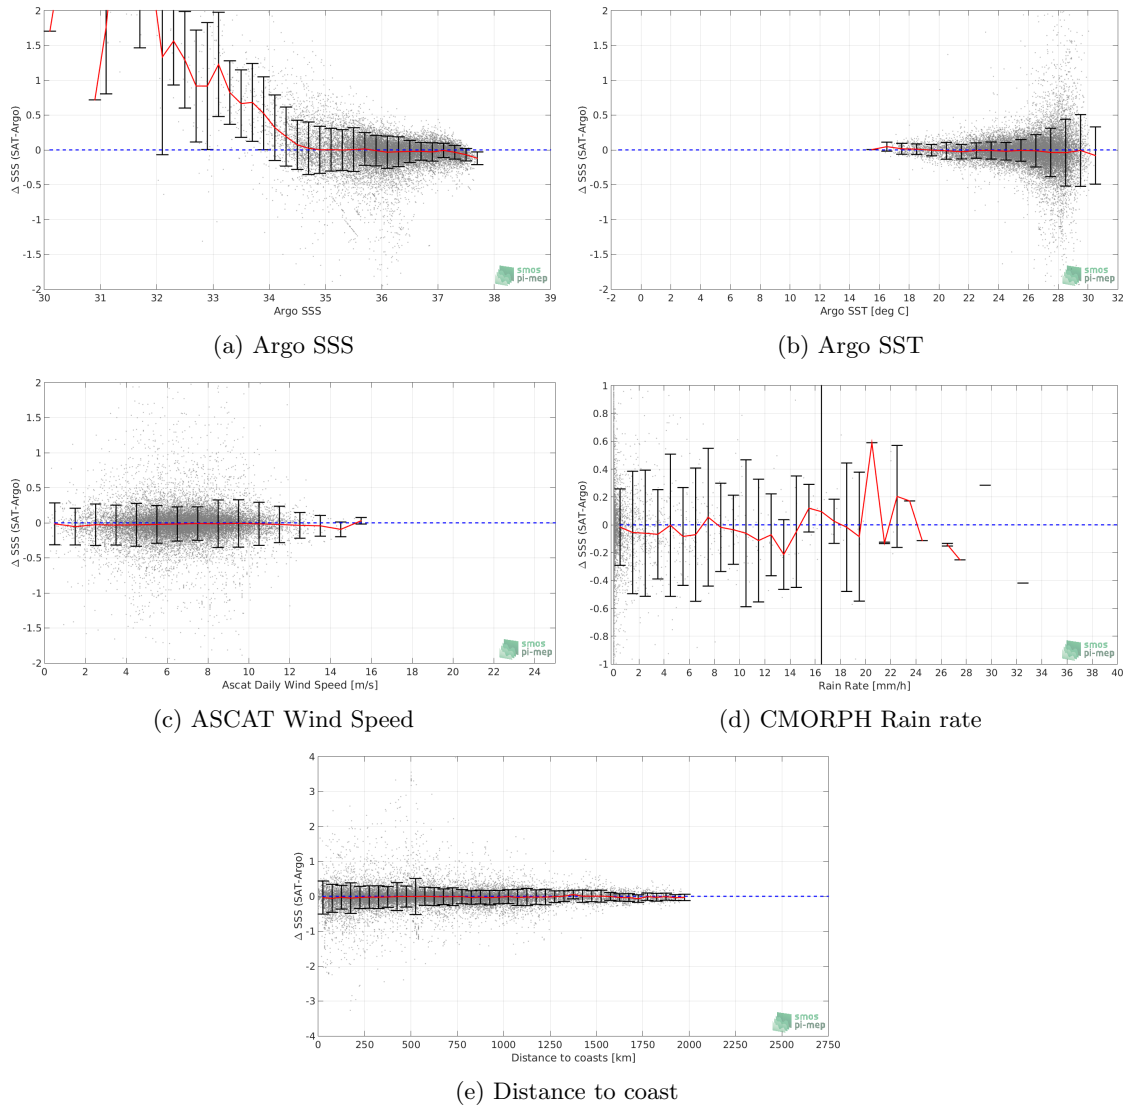 2
1.5
1
0.5
0
-0.5
-1
-1.5
-2
Δ SSS (SAT-Argo)
30 31 32 33 34 35 36 37 38 39
Argo SSS
smos
pi-mep
(a) Argo SSS
2
1.5
1
0.5
0
-0.5
-1
-1.5
-2
Δ SSS (SAT-Argo)
-2 0 2 4 6 8 10 12 14 16 18 20 22 24 26 28 30 32
Argo SST [deg C]
smos
pi-mep
(b) Argo SST
2
1.5
1
0.5
0
-0.5
-1
-1.5
-2
Δ SSS (SAT-Argo)
0 2 4 6 8 10 12 14 16 18 20 22 24
Ascat Daily Wind Speed [m/s]
smos
pi-mep
(c) ASCAT Wind Speed
1
0.8
0.6
0.4
0.2
0
-0.2
-0.4
-0.6
-0.8
-1
Δ SSS (SAT-Argo)
0 2 4 6 8 10 12 14 16 18 20 22 24 26 28 30 32 34 36 38 40
Rain Rate [mm/h]
smos
pi-mep
(d) CMORPH Rain rate
4
3
2
1
0
-1
-2
-3
-4
Δ SSS (SAT-Argo)
0 250 500 750 1000 1250 1500 1750 2000 2250 2500 2750
Distance to coasts [km]
smos
pi-mep
(e) Distance to coast